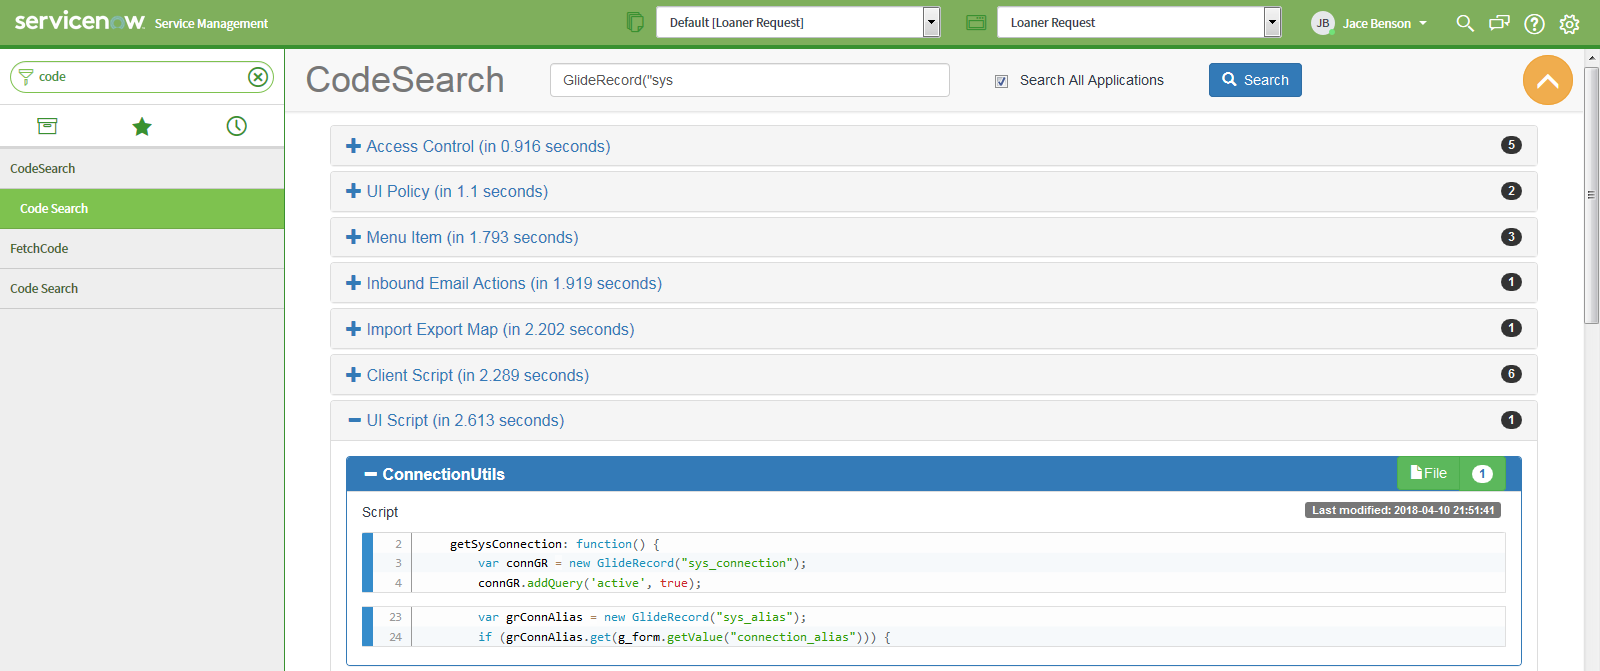 servicenow. Service Management
Default [Loaner Request]
Loaner Request
JB Jace Benson
code
CodeSearch
Code Search
FetchCode
Code Search
CodeSearch
GlideRecord("sys
Search All Applications
Search
Access Control (in 0.916 seconds) 5
UI Policy (in 1.1 seconds) 2
Menu Item (in 1.793 seconds) 3
Inbound Email Actions (in 1.919 seconds) 1
Import Export Map (in 2.202 seconds) 1
Client Script (in 2.289 seconds) 6
UI Script (in 2.613 seconds) 1
ConnectionUtils File 1
Script Last modified: 2018-04-10 21:51:41
2 getSysConnection: function() {
3 var connGR = new GlideRecord("sys_connection");
4 connGR.addQuery('active', true);
23 var grConnAlias = new GlideRecord("sys_alias");
24 if (grConnAlias.get(g_form.getValue("connection_alias"))) {